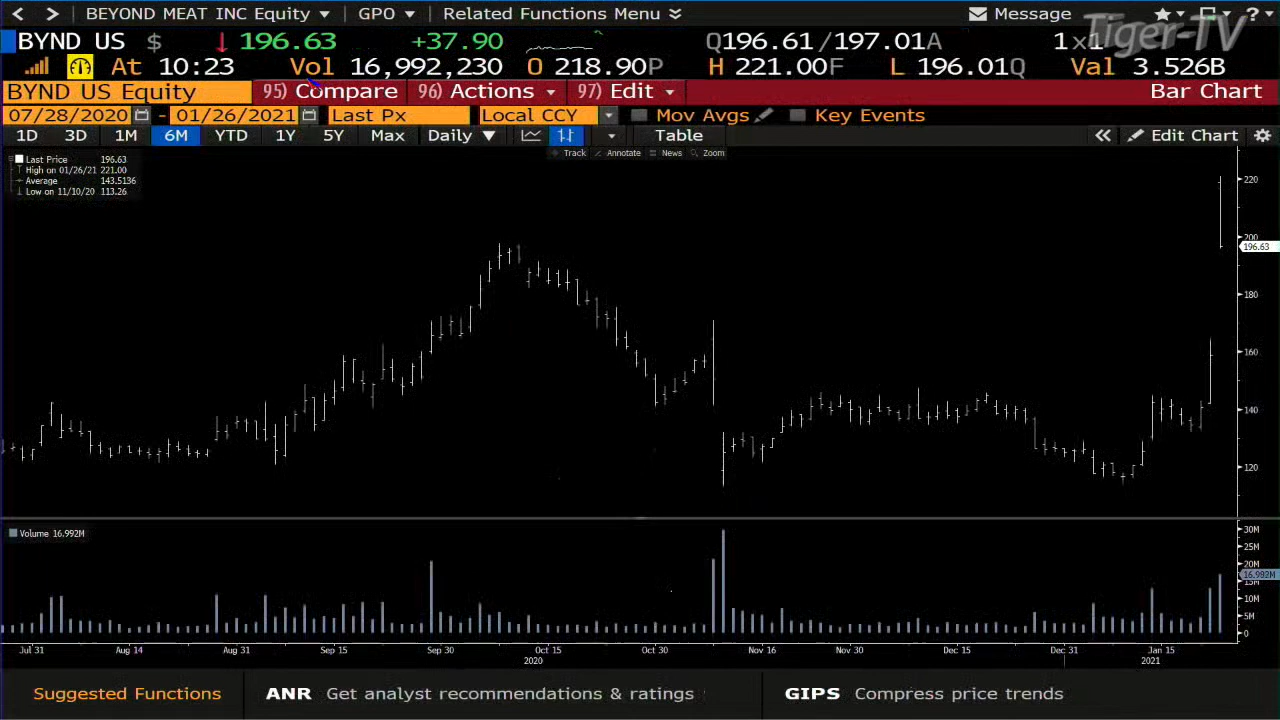 < > BEYOND MEAT INC Equity ▼ GPO ▼ Related Functions Menu Message ?
Tiger-TV
BYND US $ ↓ 196.63 +37.90 Q196.61/197.01A 1x1
At 10:23 Vol 16,992,230 O 218.90P H 221.00F L 196.01Q Val 3.526B
BYND US Equity 95) Compare 96) Actions 97) Edit Bar Chart
07/28/2020 - 01/26/2021 Last Px Local CCY Mov Avgs Key Events
1D 3D 1M 6M YTD 1Y 5Y Max Daily ▼ Table « Edit Chart
Track Annotate News Zoom
Last Price 196.63
High on 01/26/21 221.00
Average 143.5136
Low on 11/10/20 113.26
220
200
196.63
180
160
140
120
Volume 16.992M
30M
25M
20M
16.992M
15M
10M
5M
0
Jul 31 Aug 14 Aug 31 Sep 15 Sep 30 Oct 15 Oct 30 Nov 16 Nov 30 Dec 15 Dec 31 Jan 15
2020 2021
Suggested Functions ANR Get analyst recommendations & ratings GIPS Compress price trends